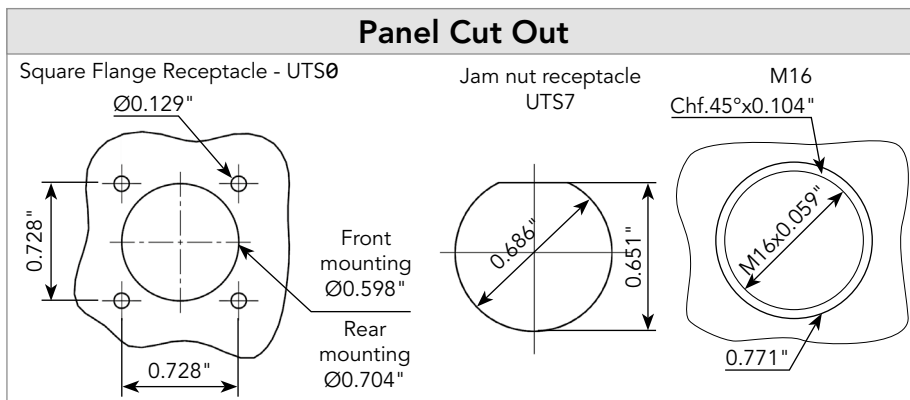 Panel Cut Out
Square Flange Receptacle - UTS0
Ø0.129"
0.728"
0.728"
Front
mounting
Ø0.598"
Rear
mounting
Ø0.704"
Jam nut receptacle
UTS7
0.686"
0.651"
M16
Chf.45°x0.104"
M16x0.059"
0.771"